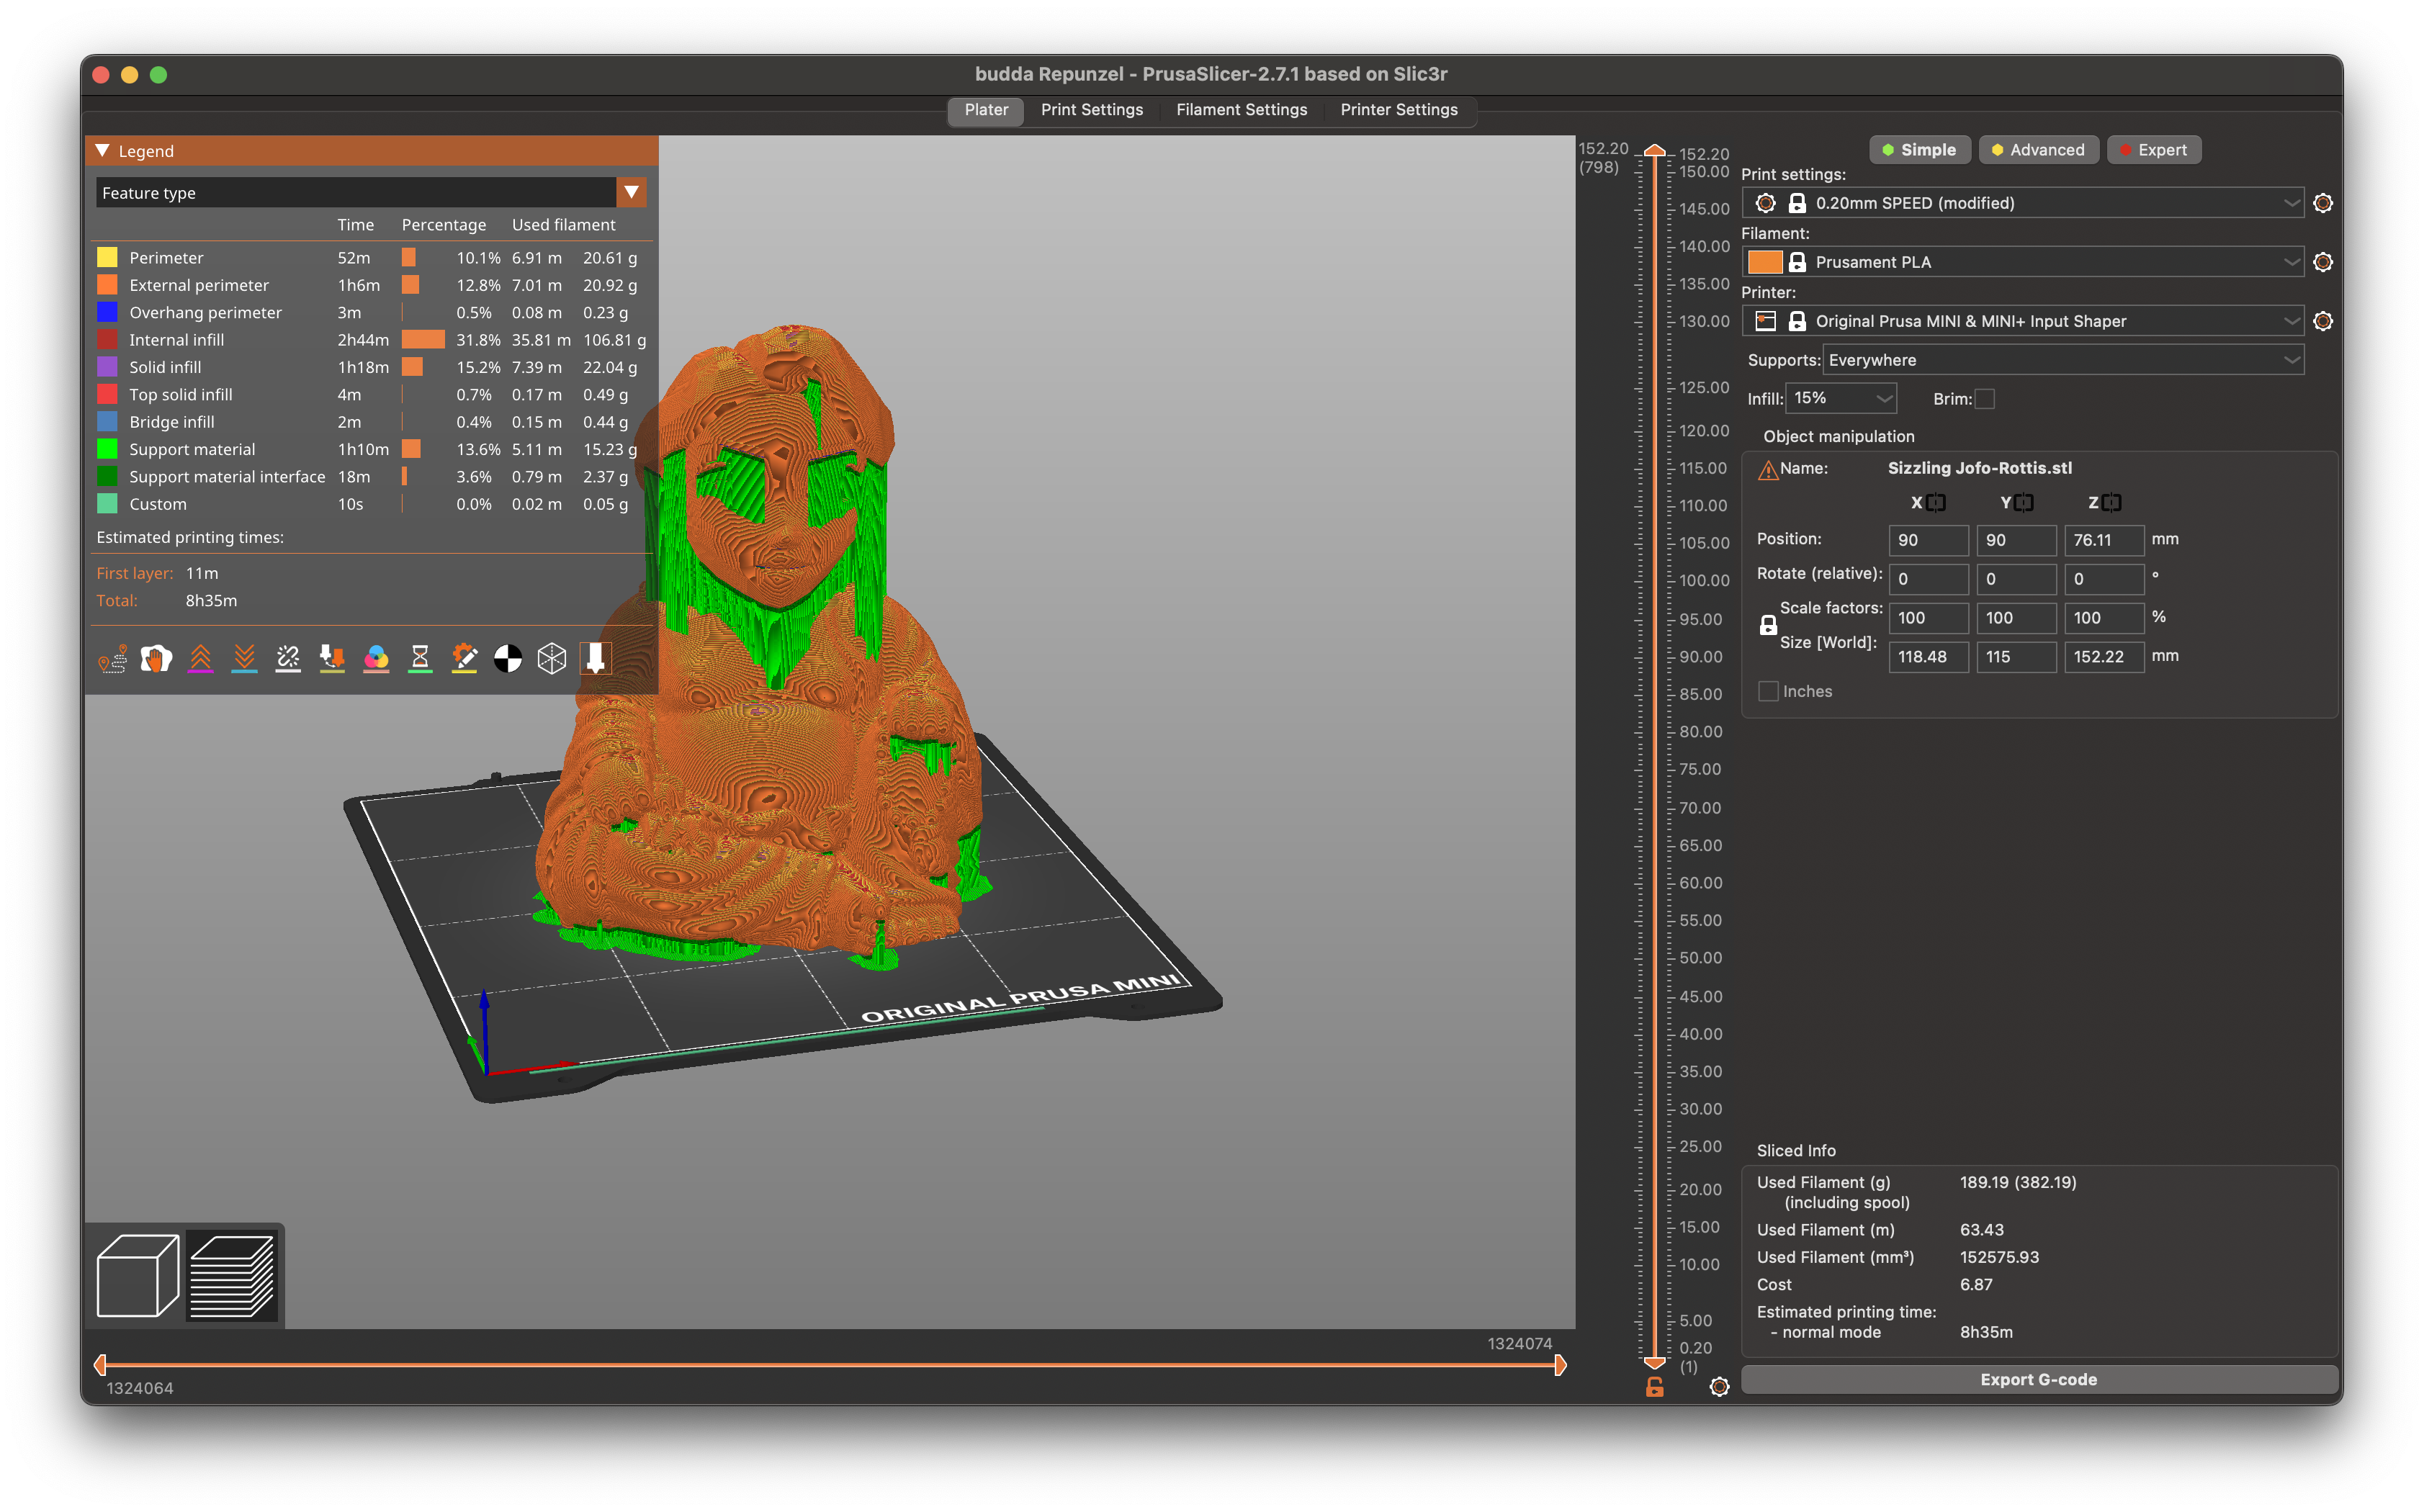 budda Repunzel - PrusaSlicer-2.7.1 based on Slic3r
Plater Print Settings Filament Settings Printer Settings
Legend
Feature type
Time Percentage Used filament
Perimeter 52m 10.1% 6.91 m 20.61 g
External perimeter 1h6m 12.8% 7.01 m 20.92 g
Overhang perimeter 3m 0.5% 0.08 m 0.23 g
Internal infill 2h44m 31.8% 35.81 m 106.81 g
Solid infill 1h18m 15.2% 7.39 m 22.04 g
Top solid infill 4m 0.7% 0.17 m 0.49 g
Bridge infill 2m 0.4% 0.15 m 0.44 g
Support material 1h10m 13.6% 5.11 m 15.23 g
Support material interface 18m 3.6% 0.79 m 2.37 g
Custom 10s 0.0% 0.02 m 0.05 g
Estimated printing times:
First layer: 11m
Total: 8h35m
ORIGINAL PRUSA MINI
1324074
1324064
152.20
(798)
152.20
150.00
145.00
140.00
135.00
130.00
125.00
120.00
115.00
110.00
105.00
100.00
95.00
90.00
85.00
80.00
75.00
70.00
65.00
60.00
55.00
50.00
45.00
40.00
35.00
30.00
25.00
20.00
15.00
10.00
5.00
0.20
(1)
Simple Advanced Expert
Print settings:
0.20mm SPEED (modified)
Filament:
Prusament PLA
Printer:
Original Prusa MINI & MINI+ Input Shaper
Supports: Everywhere
Infill: 15% Brim:
Object manipulation
Name: Sizzling Jofo-Rottis.stl
X Y Z
Position: 90 90 76.11 mm
Rotate (relative): 0 0 0 °
Scale factors: 100 100 100 %
Size [World]: 118.48 115 152.22 mm
Inches
Sliced Info
Used Filament (g) 189.19 (382.19)
(including spool)
Used Filament (m) 63.43
Used Filament (mm³) 152575.93
Cost 6.87
Estimated printing time:
- normal mode 8h35m
Export G-code